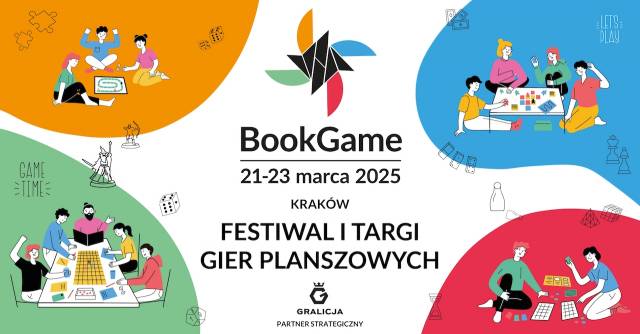 LET'S
PLAY
BookGame
21-23 marca 2025
KRAKÓW
GAME
TIME
FESTIWAL I TARGI
GIER PLANSZOWYCH
GRALICJA
PARTNER STRATEGICZNY